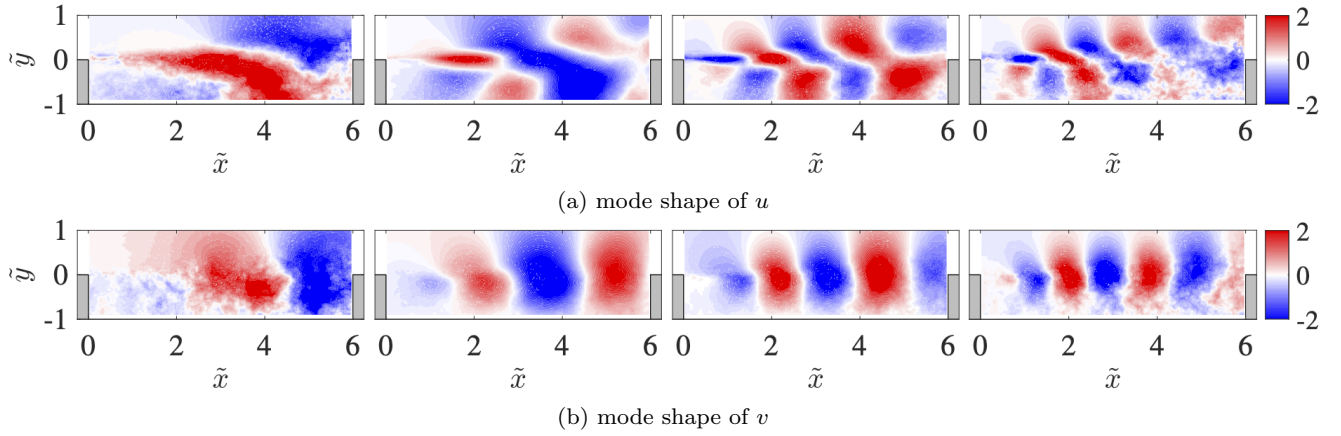 1 0 -1 ỹ 2 0 -2
0 2 4 6 0 2 4 6 0 2 4 6 0 2 4 6
x̃ x̃ x̃ x̃
(a) mode shape of u
1 0 -1 ỹ 2 0 -2
0 2 4 6 0 2 4 6 0 2 4 6 0 2 4 6
x̃ x̃ x̃ x̃
(b) mode shape of v